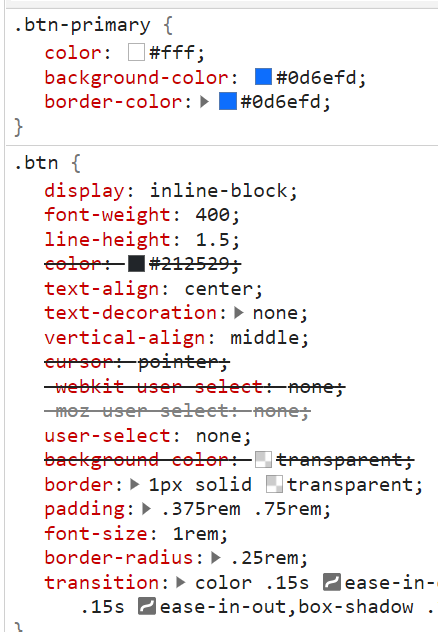 .btn-primary {
color: #fff;
background-color: #0d6efd;
border-color: #0d6efd;
}
.btn {
display: inline-block;
font-weight: 400;
line-height: 1.5;
color: #212529;
text-align: center;
text-decoration: none;
vertical-align: middle;
cursor: pointer;
-webkit-user-select: none;
-moz-user-select: none;
user-select: none;
background-color: transparent;
border: 1px solid transparent;
padding: .375rem .75rem;
font-size: 1rem;
border-radius: .25rem;
transition: color .15s ease-in-
.15s ease-in-out,box-shadow .
}